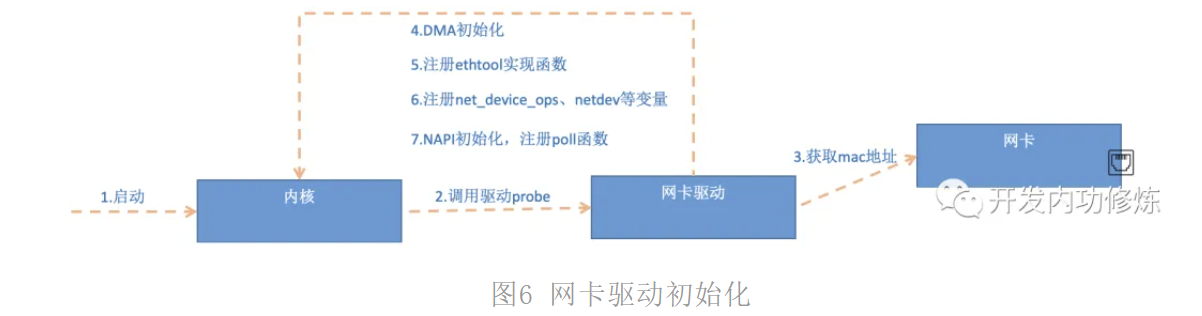 4.DMA初始化
5.注册ethtool实现函数
6.注册net_device_ops、netdev等变量
7.NAPI初始化，注册poll函数
网卡
3.获取mac地址
1.启动
内核
2.调用驱动probe
网卡驱动
开发内功修炼
图6 网卡驱动初始化